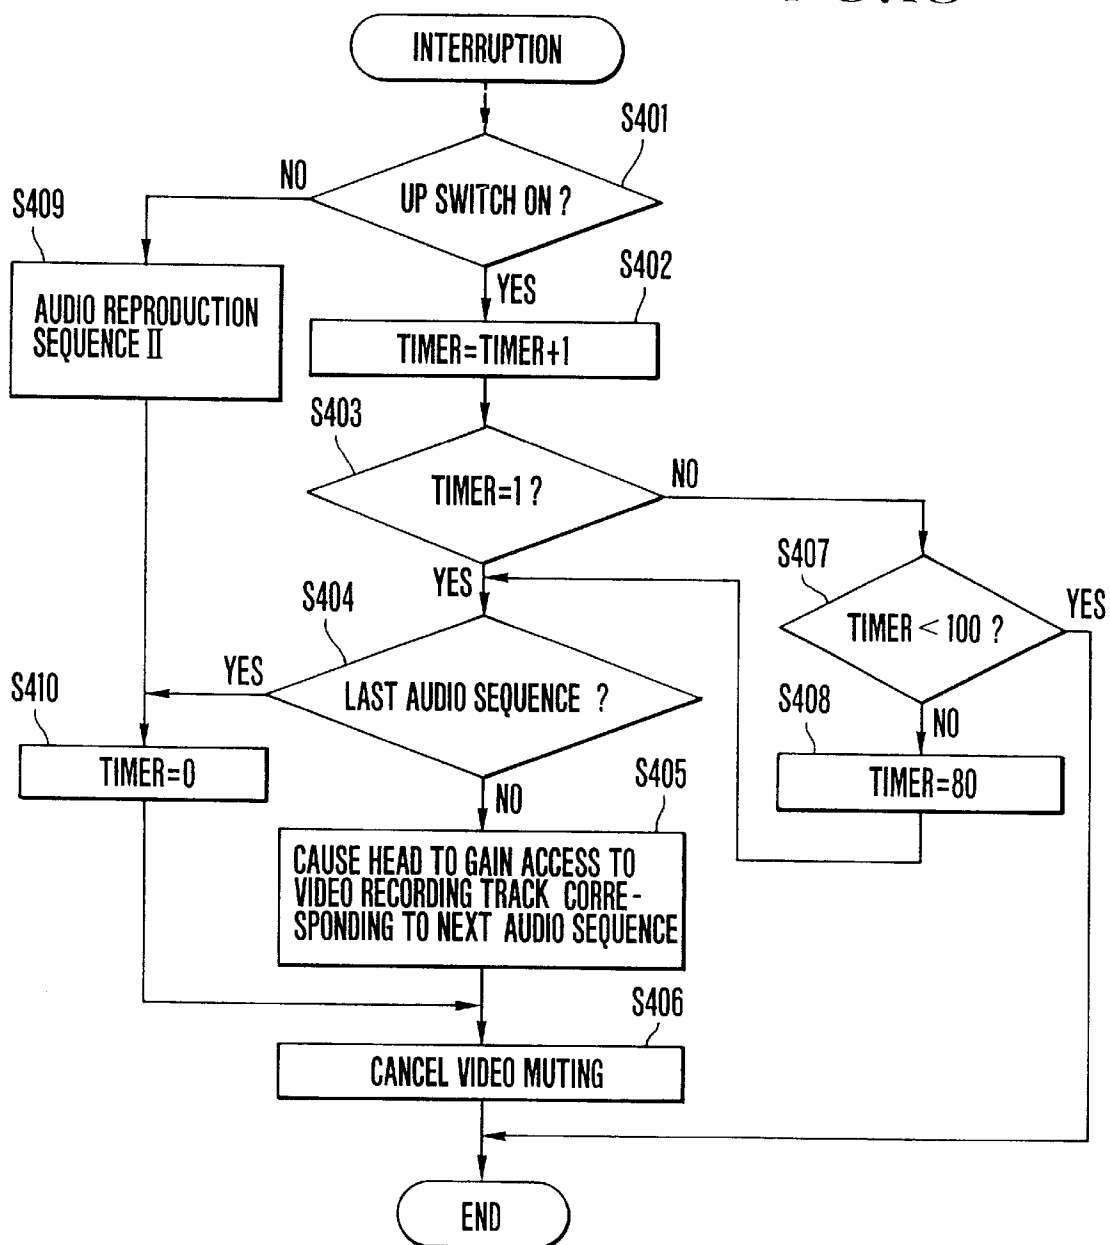 INTERRUPTION
S401
UP SWITCH ON ?
NO
YES
S409
AUDIO REPRODUCTION
SEQUENCE II
S402
TIMER=TIMER+1
S403
TIMER=1 ?
NO
YES
S407
TIMER < 100 ?
YES
NO
S404
LAST AUDIO SEQUENCE ?
YES
NO
S408
TIMER=80
S410
TIMER=0
S405
CAUSE HEAD TO GAIN ACCESS TO
VIDEO RECORDING TRACK CORRE-
SPONDING TO NEXT AUDIO SEQUENCE
S406
CANCEL VIDEO MUTING
END